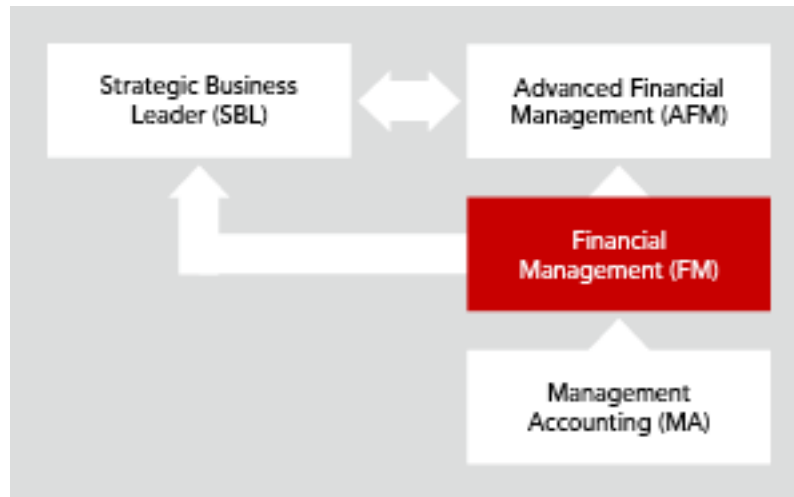 Strategic Business
Leader (SBL)
Advanced Financial
Management (AFM)
Financial
Management (FM)
Management
Accounting (MA)